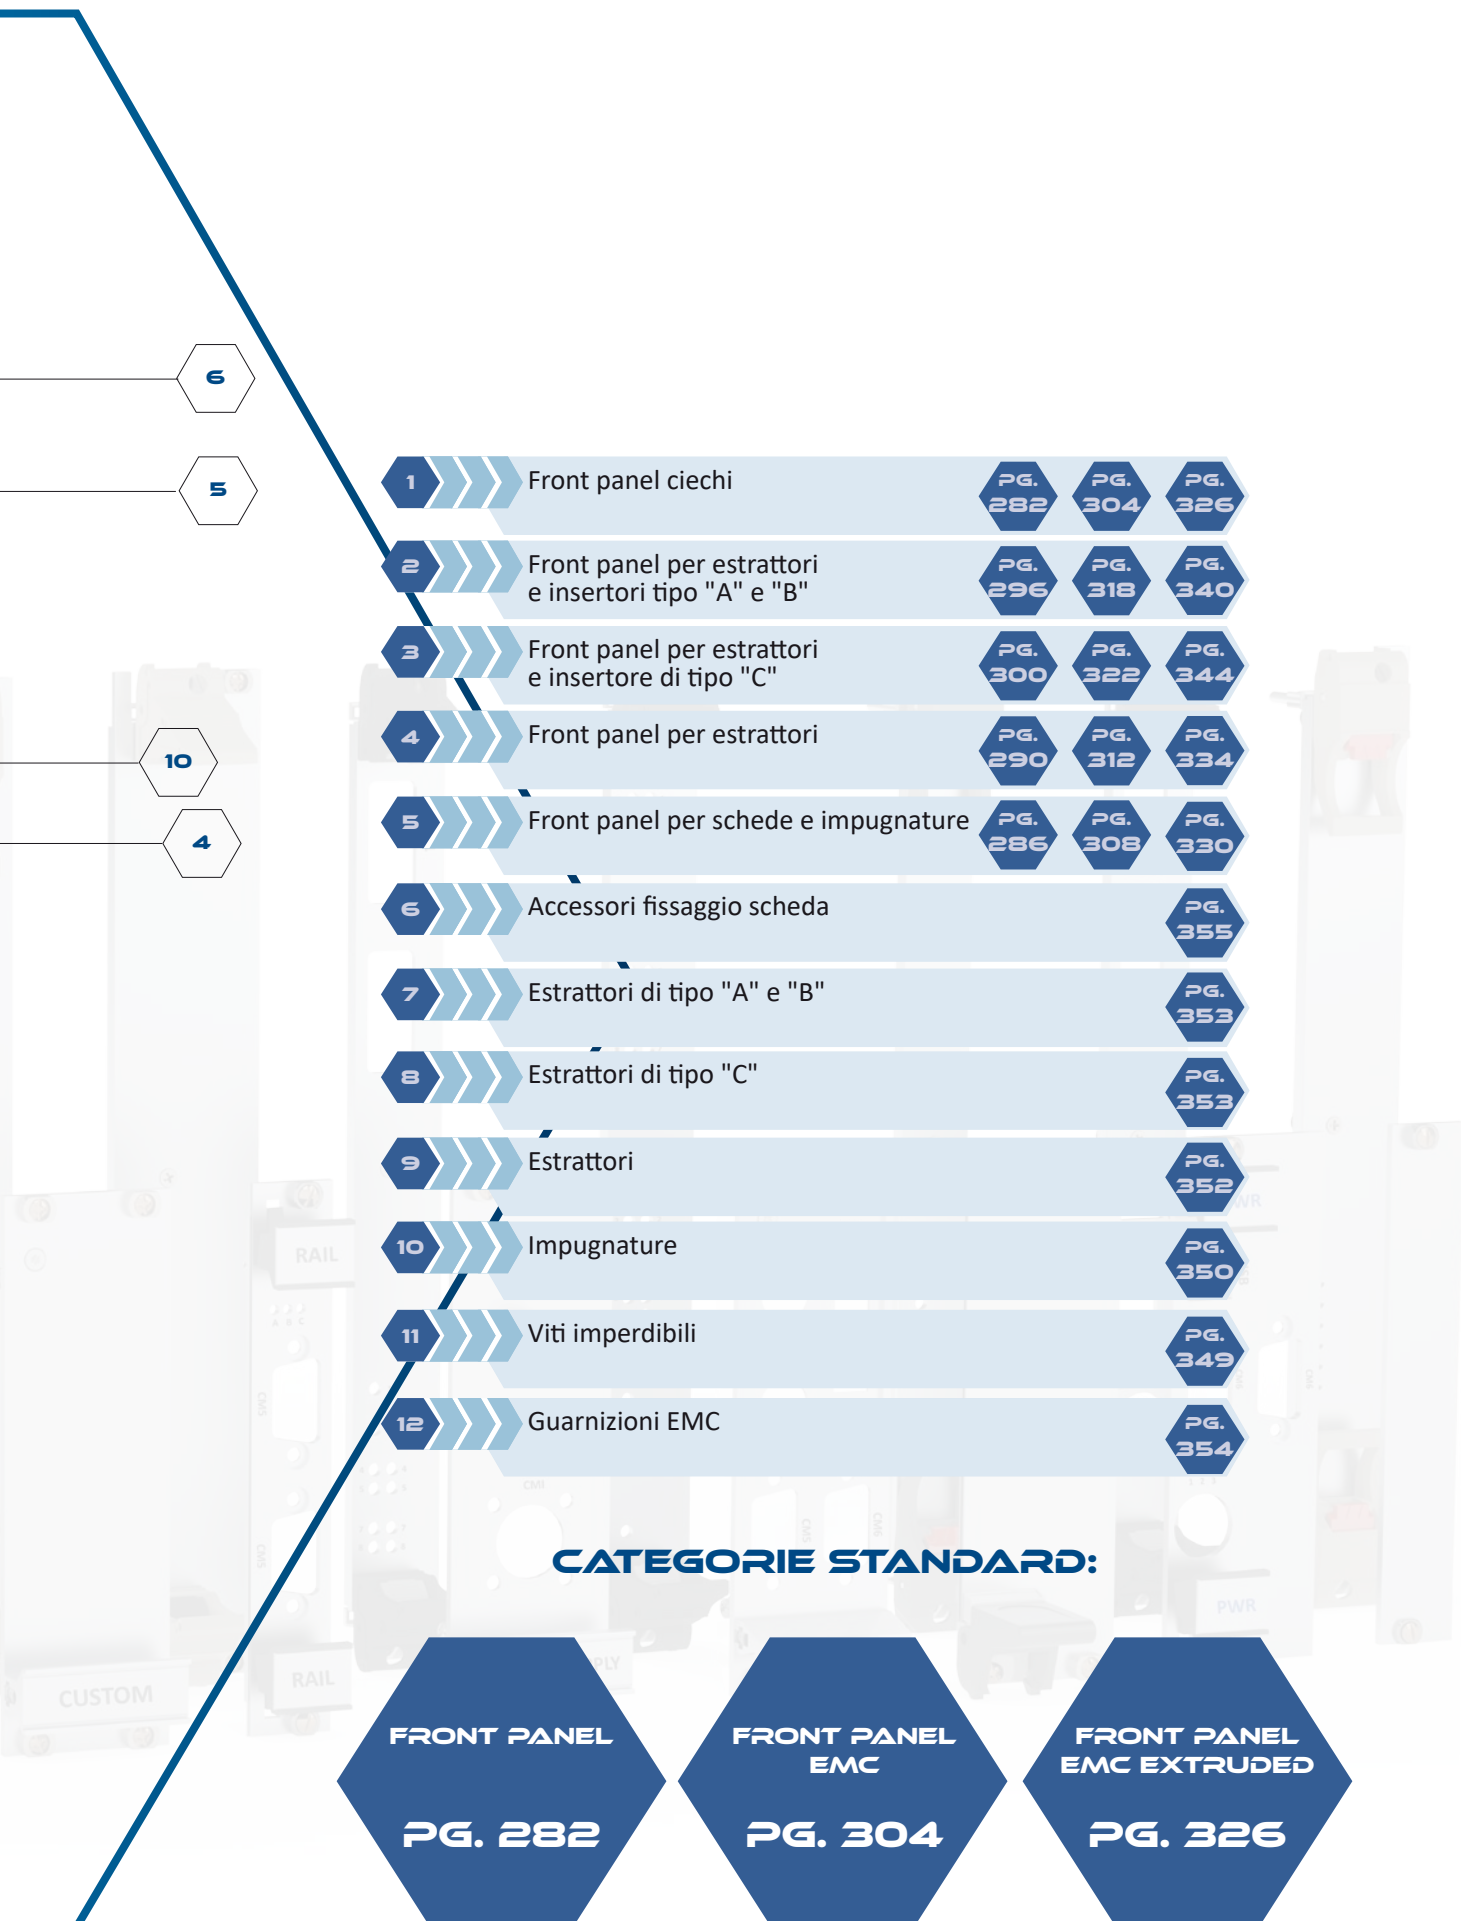 6
5
10
4
1 Front panel ciechi PG. 282 PG. 304 PG. 326
2 Front panel per estrattori
e insertori tipo "A" e "B" PG. 296 PG. 318 PG. 340
3 Front panel per estrattori
e insertore di tipo "C" PG. 300 PG. 322 PG. 344
4 Front panel per estrattori PG. 290 PG. 312 PG. 334
5 Front panel per schede e impugnature PG. 286 PG. 308 PG. 330
6 Accessori fissaggio scheda PG. 355
7 Estrattori di tipo "A" e "B" PG. 353
8 Estrattori di tipo "C" PG. 353
9 Estrattori PG. 352
10 Impugnature PG. 350
11 Viti imperdibili PG. 349
12 Guarnizioni EMC PG. 354
RAIL
A B C
CMS
CMS
CMI
PWR
RAIL
CUSTOM
CATEGORIE STANDARD:
FRONT PANEL
PG. 282
FRONT PANEL
EMC
PG. 304
FRONT PANEL
EMC EXTRUDED
PG. 326